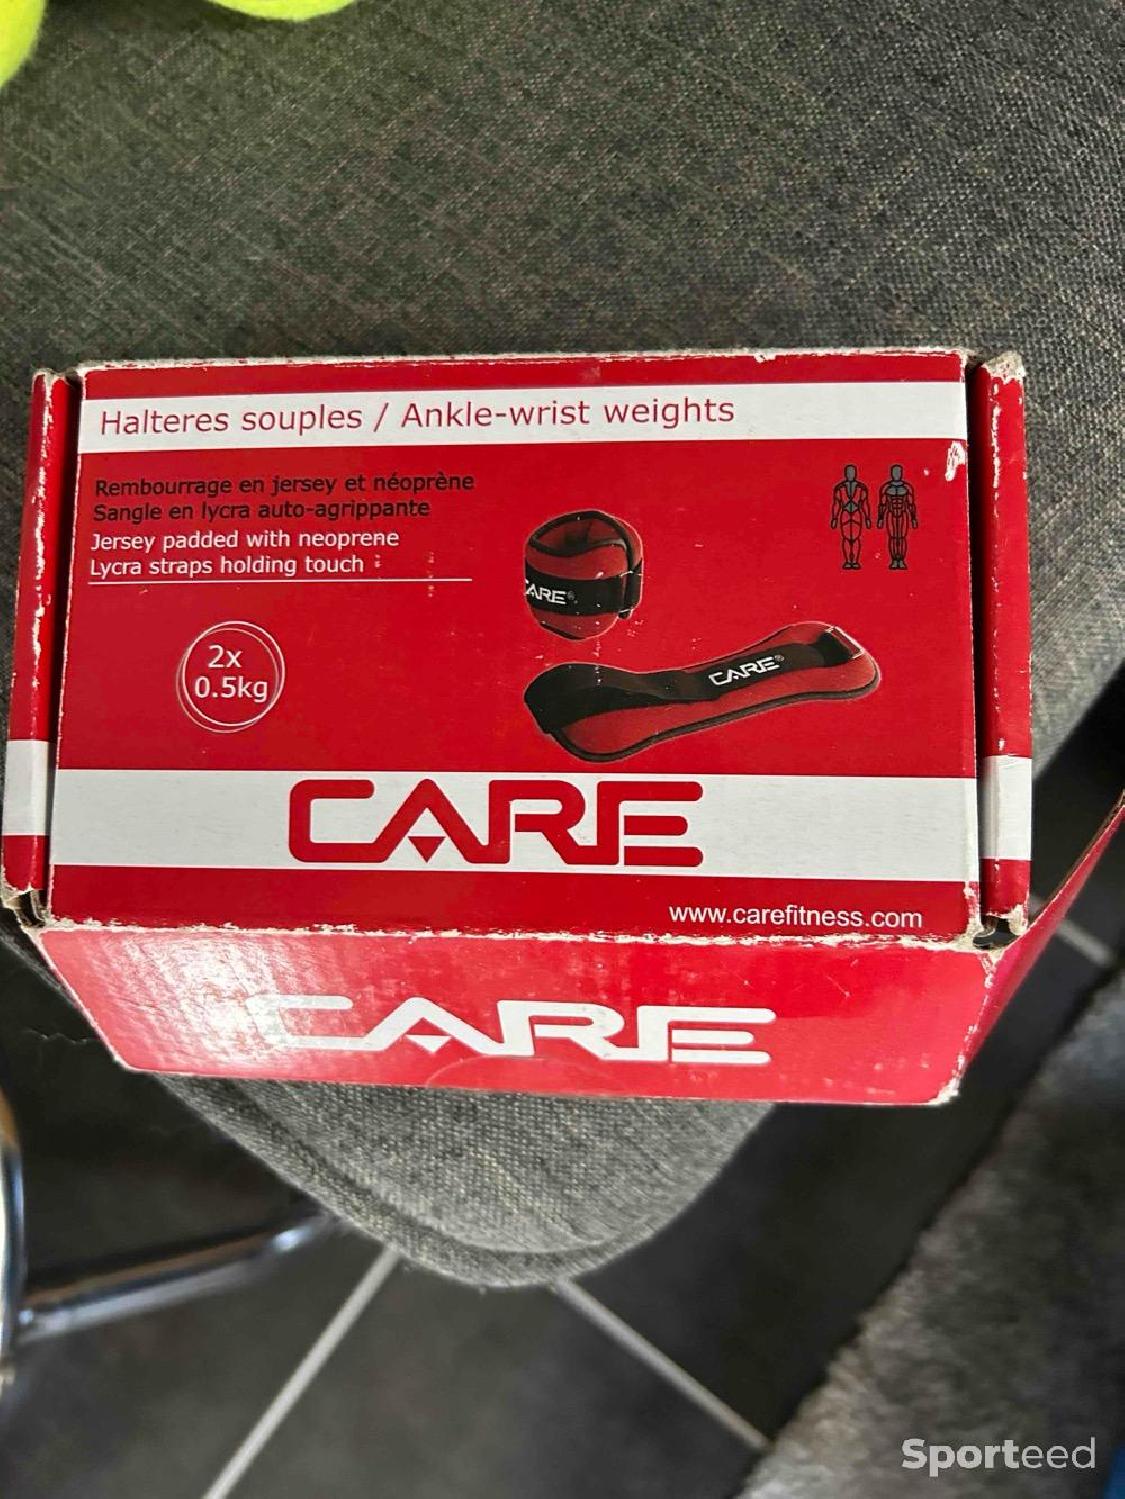 Halteres souples / Ankle-wrist weights
Rembourrage en jersey et néoprène
Sangle en lycra auto-agrippante
Jersey padded with neoprene
Lycra straps holding touch :
2x
0.5kg
CARE®
CARE®
CARE
www.carefitness.com
CARE
Sporteed